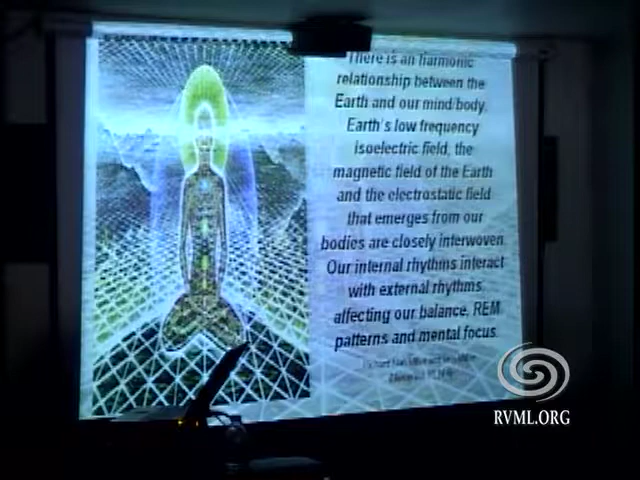 There is an harmonic
relationship between the
Earth and our mind/body.
Earth's low frequency
isoelectric field, the
magnetic field of the Earth
and the electrostatic field
that emerges from our
bodies are closely interwoven.
Our internal rhythms interact
with external rhythms,
affecting our balance, REM
patterns and mental focus.
RVML.ORG